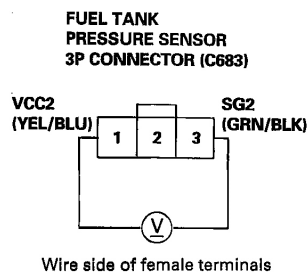 FUEL TANK
PRESSURE SENSOR
3P CONNECTOR (C683)
VCC2
(YEL/BLU)
SG2
(GRN/BLK)
1 2 3
V
Wire side of female terminals